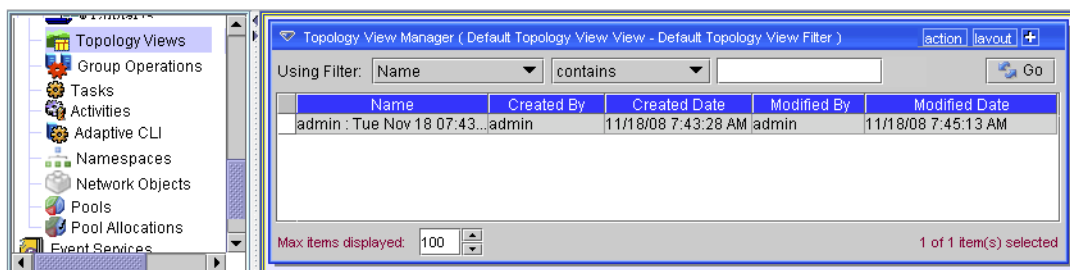 Topology Views
Group Operations
Tasks
Activities
Adaptive CLI
Namespaces
Network Objects
Pools
Pool Allocations
Event Services
Topology View Manager ( Default Topology View View - Default Topology View Filter )
action layout
Using Filter: Name contains Go
Name Created By Created Date Modified By Modified Date
admin : Tue Nov 18 07:43... admin 11/18/08 7:43:28 AM admin 11/18/08 7:45:13 AM
Max items displayed: 100
1 of 1 item(s) selected